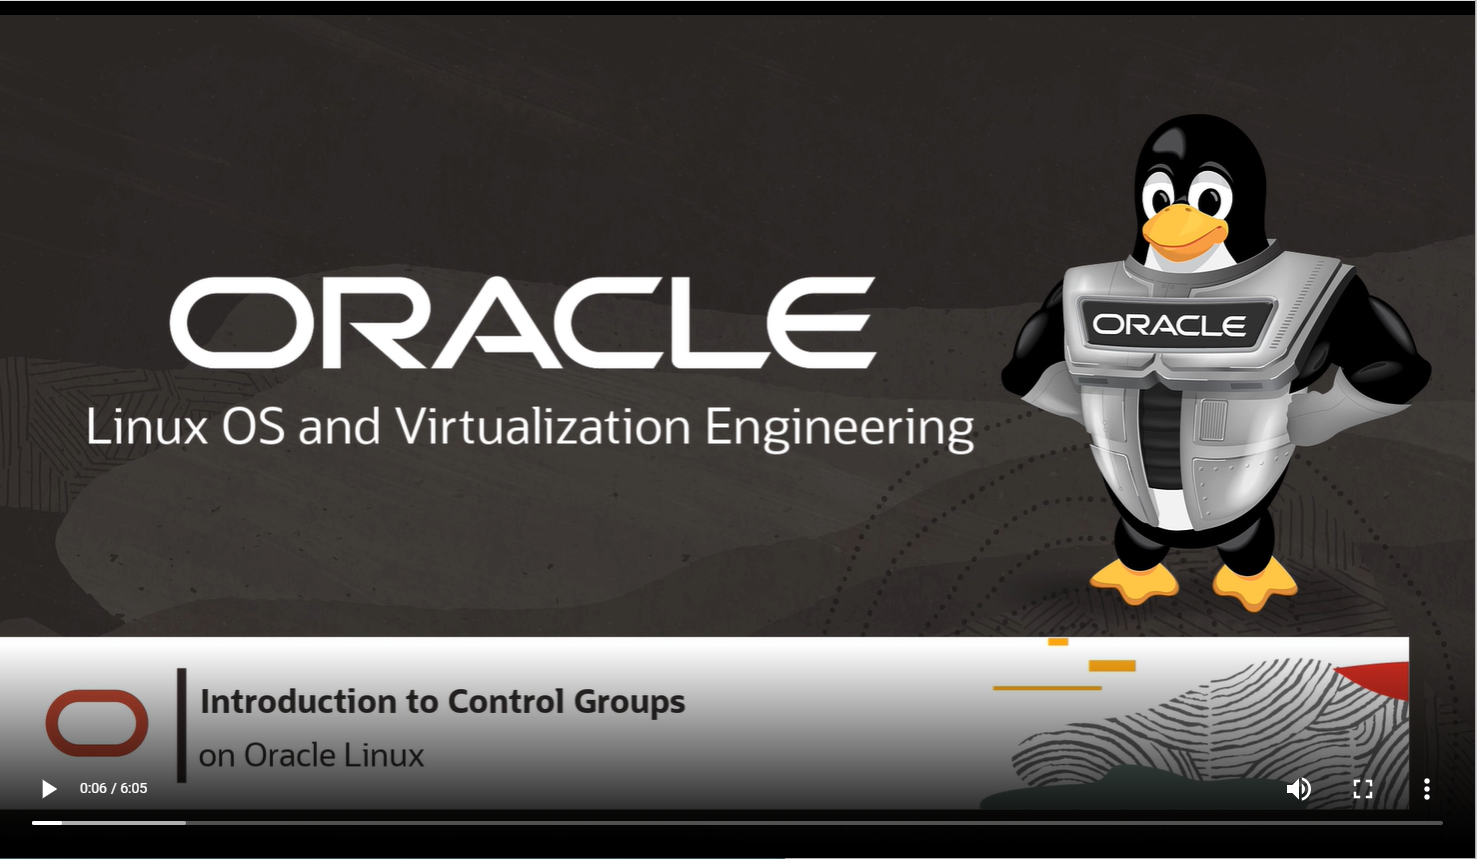 ORACLE
Linux OS and Virtualization Engineering
ORACLE
Introduction to Control Groups
on Oracle Linux
0:06 / 6:05